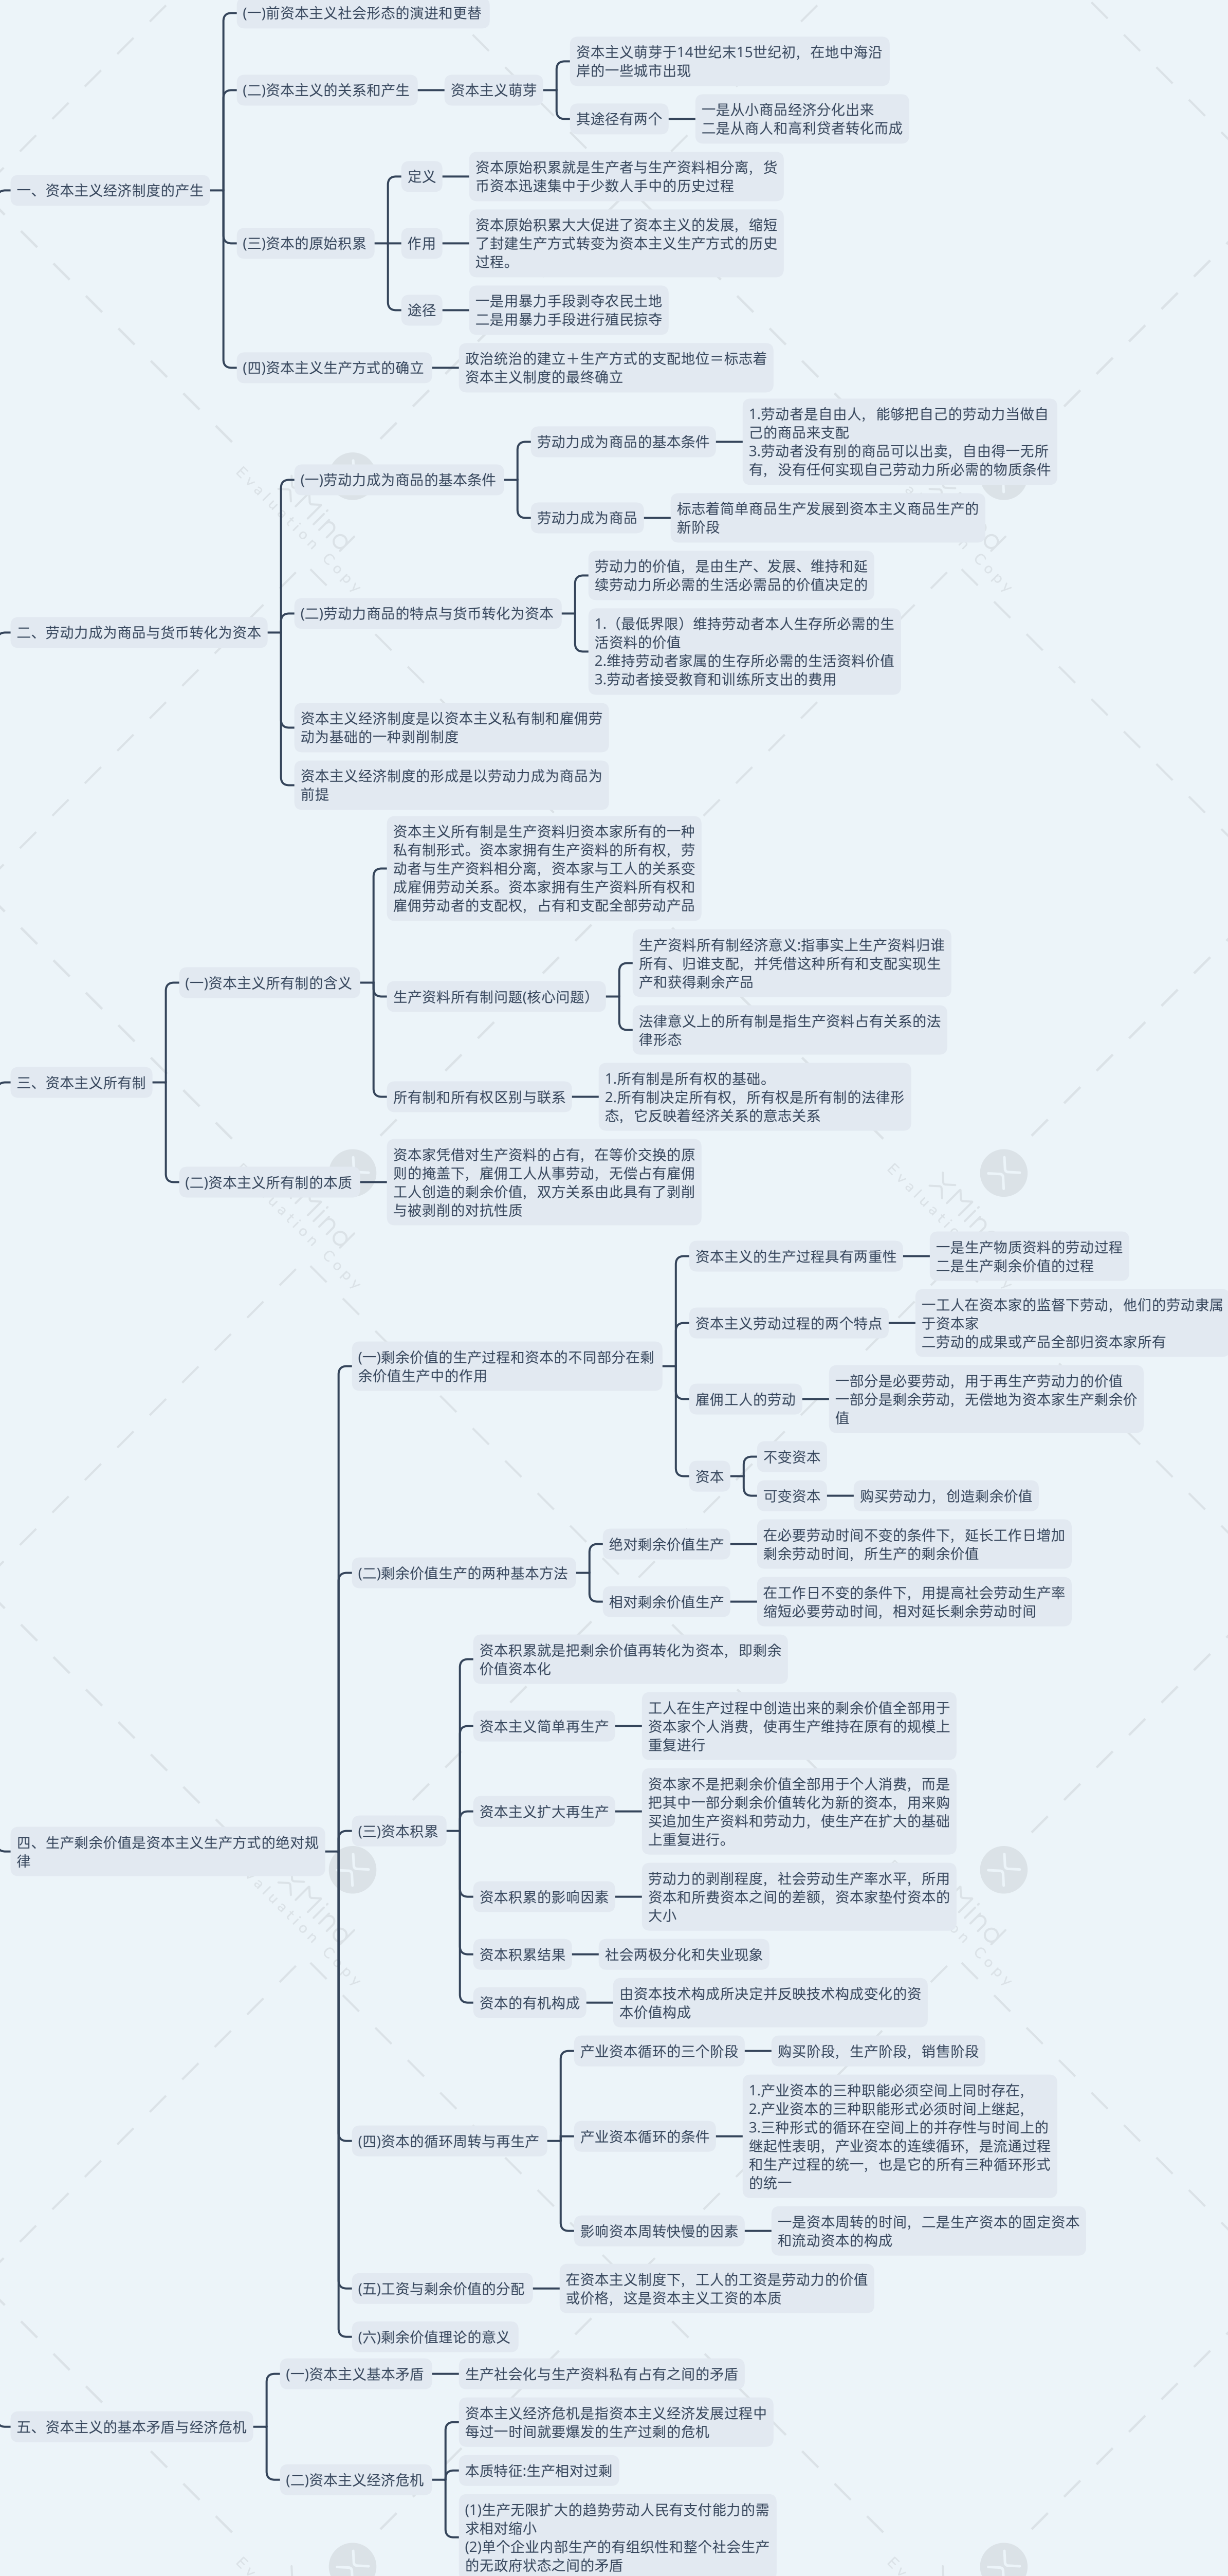 (一)前资本主义社会形态的演进和更替
资本主义萌芽于14世纪末15世纪初，在地中海沿
岸的一些城市出现
(二)资本主义的关系和产生
资本主义萌芽
其途径有两个
一是从小商品经济分化出来
二是从商人和高利贷者转化而成
一、资本主义经济制度的产生
定义
资本原始积累就是生产者与生产资料相分离，货
币资本迅速集中于少数人手中的历史过程
(三)资本的原始积累
作用
资本原始积累大大促进了资本主义的发展，缩短
了封建生产方式转变为资本主义生产方式的历史
过程。
途径
一是用暴力手段剥夺农民土地
二是用暴力手段进行殖民掠夺
(四)资本主义生产方式的确立
政治统治的建立＋生产方式的支配地位＝标志着
资本主义制度的最终确立
劳动力成为商品的基本条件
1.劳动者是自由人，能够把自己的劳动力当做自
己的商品来支配
3.劳动者没有别的商品可以出卖，自由得一无所
有，没有任何实现自己劳动力所必需的物质条件
(一)劳动力成为商品的基本条件
劳动力成为商品
标志着简单商品生产发展到资本主义商品生产的
新阶段
二、劳动力成为商品与货币转化为资本
(二)劳动力商品的特点与货币转化为资本
劳动力的价值，是由生产、发展、维持和延
续劳动力所必需的生活必需品的价值决定的
1.（最低界限）维持劳动者本人生存所必需的生
活资料的价值
2.维持劳动者家属的生存所必需的生活资料价值
3.劳动者接受教育和训练所支出的费用
资本主义经济制度是以资本主义私有制和雇佣劳
动为基础的一种剥削制度
资本主义经济制度的形成是以劳动力成为商品为
前提
资本主义所有制是生产资料归资本家所有的一种
私有制形式。资本家拥有生产资料的所有权，劳
动者与生产资料相分离，资本家与工人的关系变
成雇佣劳动关系。资本家拥有生产资料所有权和
雇佣劳动者的支配权，占有和支配全部劳动产品
(一)资本主义所有制的含义
生产资料所有制问题(核心问题）
生产资料所有制经济意义:指事实上生产资料归谁
所有、归谁支配，并凭借这种所有和支配实现生
产和获得剩余产品
法律意义上的所有制是指生产资料占有关系的法
律形态
三、资本主义所有制
所有制和所有权区别与联系
1.所有制是所有权的基础。
2.所有制决定所有权，所有权是所有制的法律形
态，它反映着经济关系的意志关系
(二)资本主义所有制的本质
资本家凭借对生产资料的占有，在等价交换的原
则的掩盖下，雇佣工人从事劳动，无偿占有雇佣
工人创造的剩余价值，双方关系由此具有了剥削
与被剥削的对抗性质
资本主义的生产过程具有两重性
一是生产物质资料的劳动过程
二是生产剩余价值的过程
资本主义劳动过程的两个特点
一工人在资本家的监督下劳动，他们的劳动隶属
于资本家
二劳动的成果或产品全部归资本家所有
(一)剩余价值的生产过程和资本的不同部分在剩
余价值生产中的作用
雇佣工人的劳动
一部分是必要劳动，用于再生产劳动力的价值
一部分是剩余劳动，无偿地为资本家生产剩余价
值
资本
不变资本
可变资本
购买劳动力，创造剩余价值
(二)剩余价值生产的两种基本方法
绝对剩余价值生产
在必要劳动时间不变的条件下，延长工作日增加
剩余劳动时间，所生产的剩余价值
相对剩余价值生产
在工作日不变的条件下，用提高社会劳动生产率
缩短必要劳动时间，相对延长剩余劳动时间
资本积累就是把剩余价值再转化为资本，即剩余
价值资本化
资本主义简单再生产
工人在生产过程中创造出来的剩余价值全部用于
资本家个人消费，使再生产维持在原有的规模上
重复进行
四、生产剩余价值是资本主义生产方式的绝对规
律
(三)资本积累
资本主义扩大再生产
资本家不是把剩余价值全部用于个人消费，而是
把其中一部分剩余价值转化为新的资本，用来购
买追加生产资料和劳动力，使生产在扩大的基础
上重复进行。
资本积累的影响因素
劳动力的剥削程度，社会劳动生产率水平，所用
资本和所费资本之间的差额，资本家垫付资本的
大小
资本积累结果
社会两极分化和失业现象
资本的有机构成
由资本技术构成所决定并反映技术构成变化的资
本价值构成
产业资本循环的三个阶段
购买阶段，生产阶段，销售阶段
(四)资本的循环周转与再生产
产业资本循环的条件
1.产业资本的三种职能必须空间上同时存在，
2.产业资本的三种职能形式必须时间上继起，
3.三种形式的循环在空间上的并存性与时间上的
继起性表明，产业资本的连续循环，是流通过程
和生产过程的统一，也是它的所有三种循环形式
的统一
影响资本周转快慢的因素
一是资本周转的时间，二是生产资本的固定资本
和流动资本的构成
(五)工资与剩余价值的分配
在资本主义制度下，工人的工资是劳动力的价值
或价格，这是资本主义工资的本质
(六)剩余价值理论的意义
(一)资本主义基本矛盾
生产社会化与生产资料私有占有之间的矛盾
五、资本主义的基本矛盾与经济危机
(二)资本主义经济危机
资本主义经济危机是指资本主义经济发展过程中
每过一时间就要爆发的生产过剩的危机
本质特征:生产相对过剩
(1)生产无限扩大的趋势劳动人民有支付能力的需
求相对缩小
(2)单个企业内部生产的有组织性和整个社会生产
的无政府状态之间的矛盾
XMind
Evaluation Copy